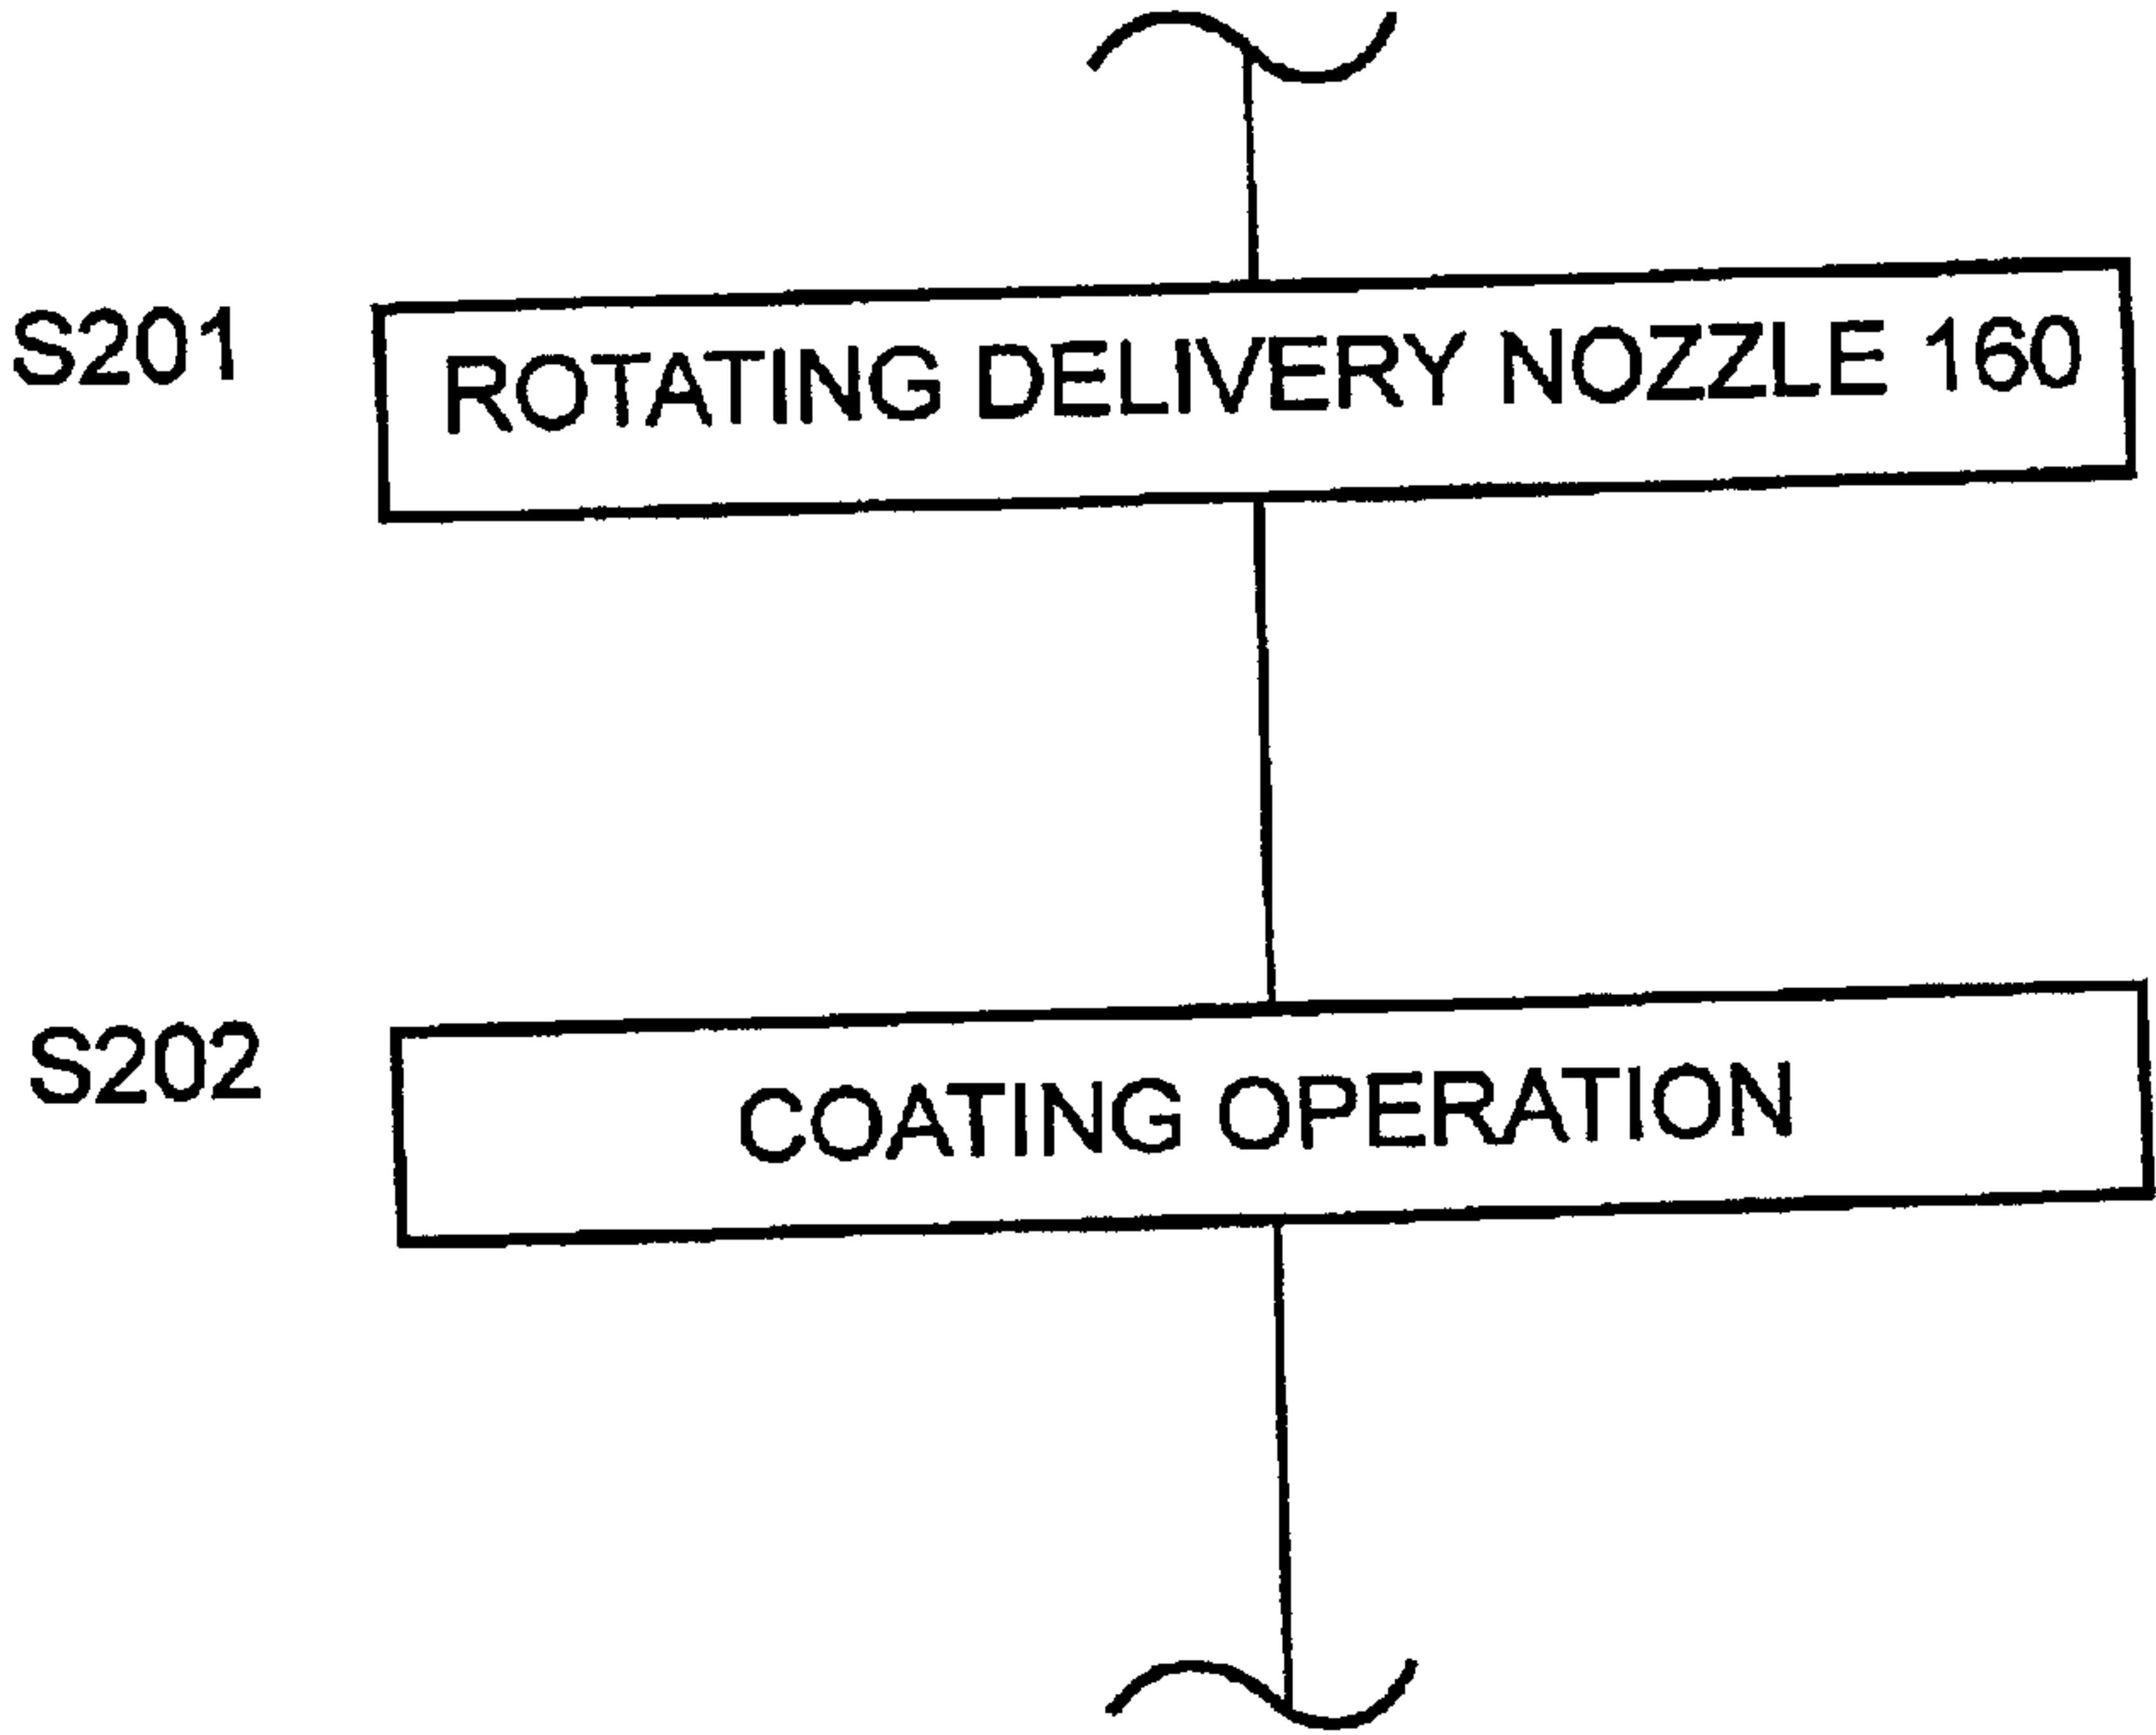 S201
ROTATING DELIVERY NOZZLE 160
S202
COATING OPERATION